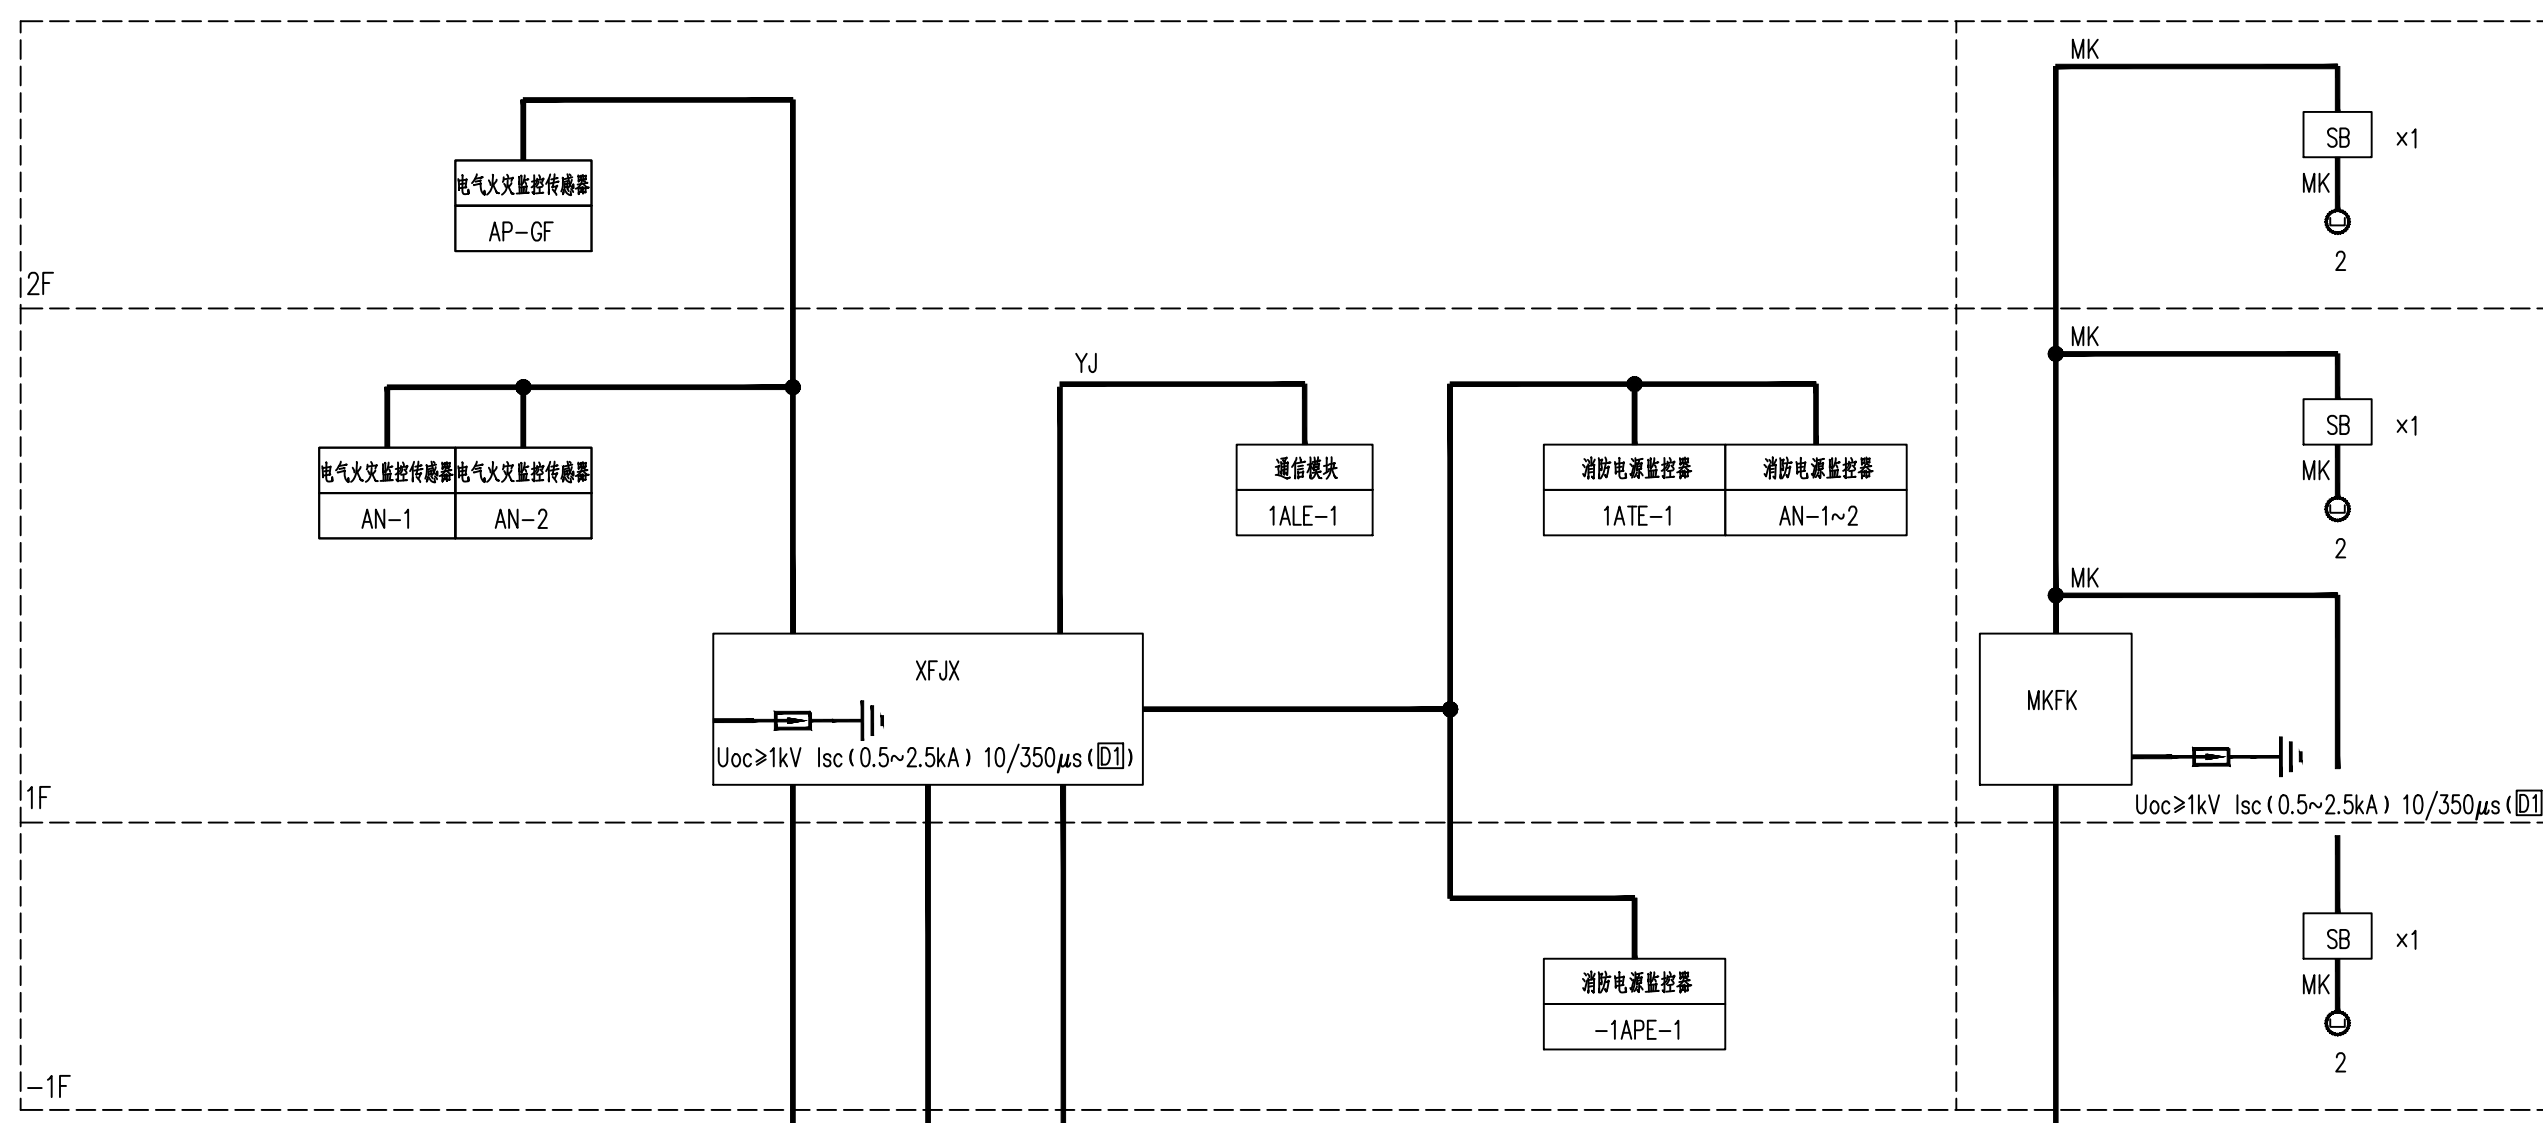 MK
SB ×1
电气火灾监控传感器
MK
AP-GF
2
2F
MK
YJ
SB ×1
电气火灾监控传感器 电气火灾监控传感器
通信模块
消防电源监控器 消防电源监控器
MK
AN-1 AN-2
1ALE-1
1ATE-1 AN-1~2
2
MK
XFJX
MKFK
Uoc≥1kV Isc(0.5~2.5kA) 10/350μs(D1)
1F
Uoc≥1kV Isc(0.5~2.5kA) 10/350μs(D1
SB ×1
消防电源监控器
MK
-1APE-1
2
-1F